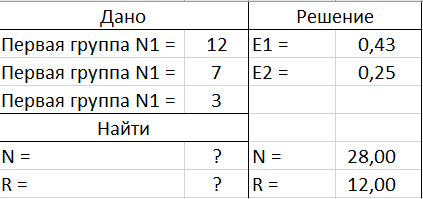 Дано Решение
Первая группа N1 = 12 E1 = 0,43
Первая группа N1 = 7 E2 = 0,25
Первая группа N1 = 3
Найти
N = ? N = 28,00
R = ? R = 12,00